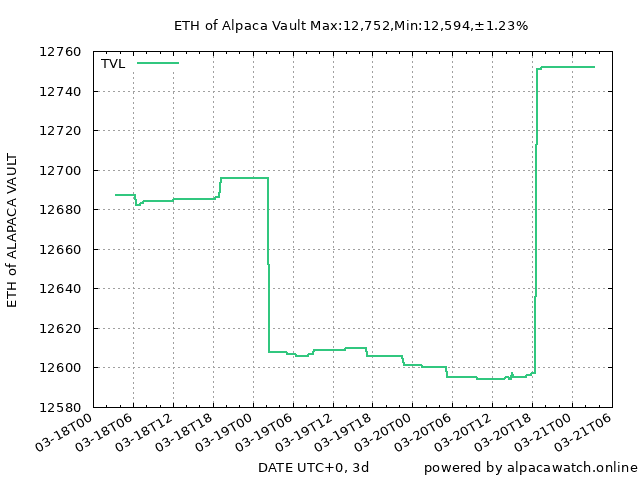 ETH of Alpaca Vault Max:12,752,Min:12,594,±1.23%
TVL
12760
12740
12720
12700
12680
12660
12640
12620
12600
12580
ETH of ALAPACA VAULT
03-18T00
03-18T06
03-18T12
03-18T18
03-19T00
03-19T06
03-19T12
03-19T18
03-20T00
03-20T06
03-20T12
03-20T18
03-21T00
03-21T06
DATE UTC+0, 3d
powered by alpacawatch.online